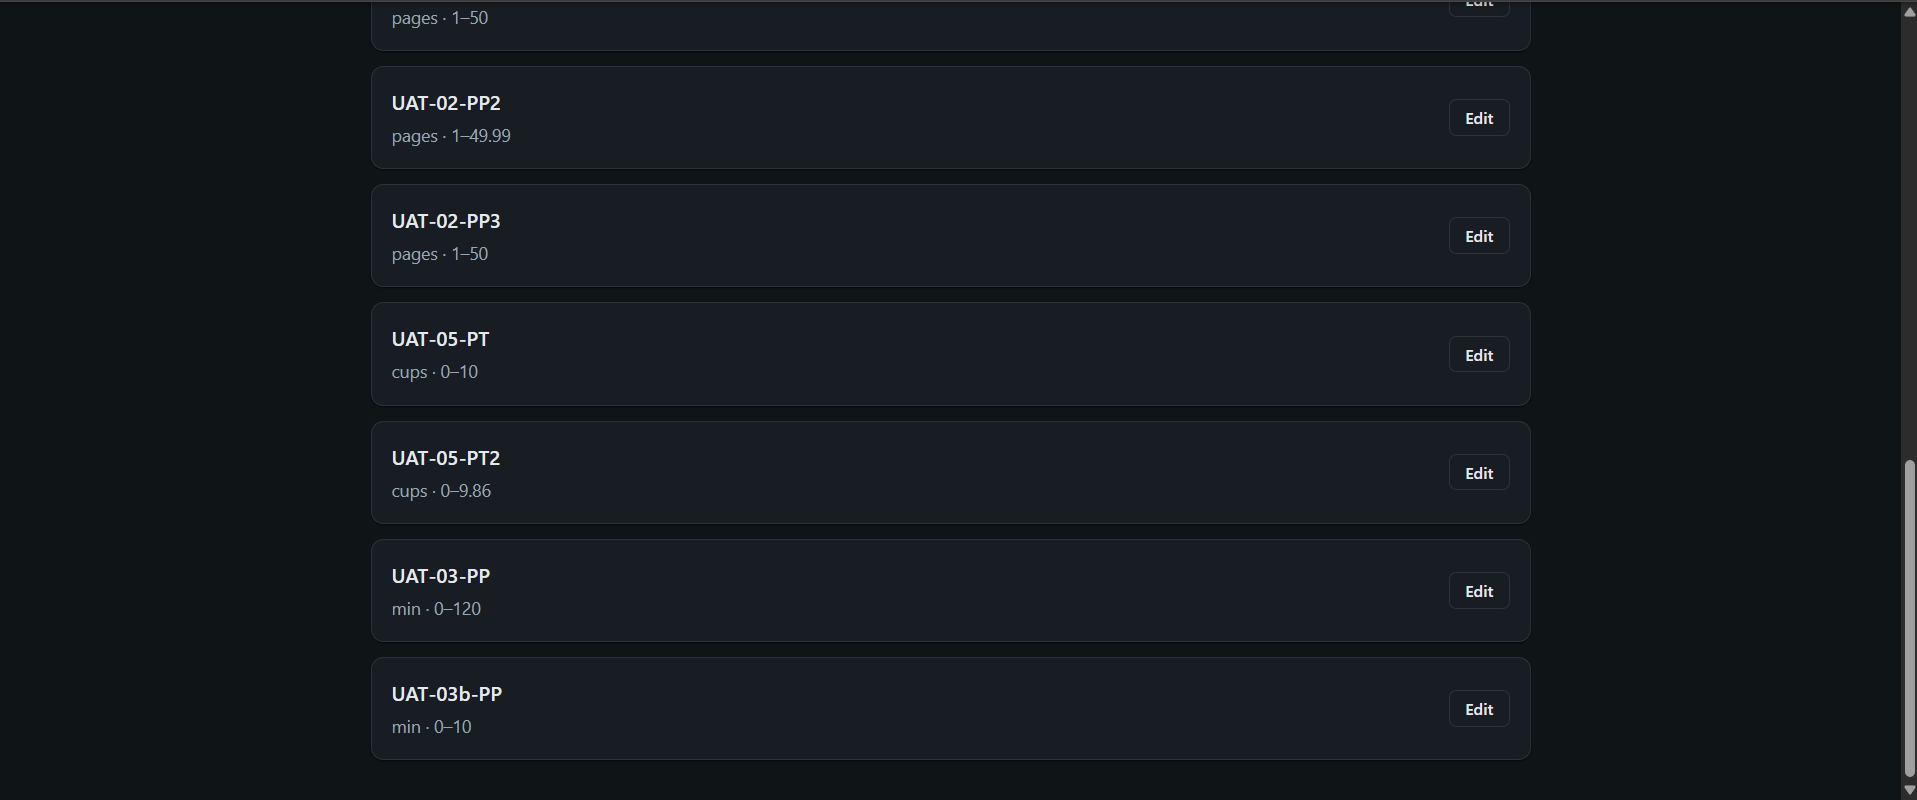 Edit
pages · 1–50
UAT-02-PP2
pages · 1–49.99
Edit
UAT-02-PP3
pages · 1–50
Edit
UAT-05-PT
cups · 0–10
Edit
UAT-05-PT2
cups · 0–9.86
Edit
UAT-03-PP
min · 0–120
Edit
UAT-03b-PP
min · 0–10
Edit